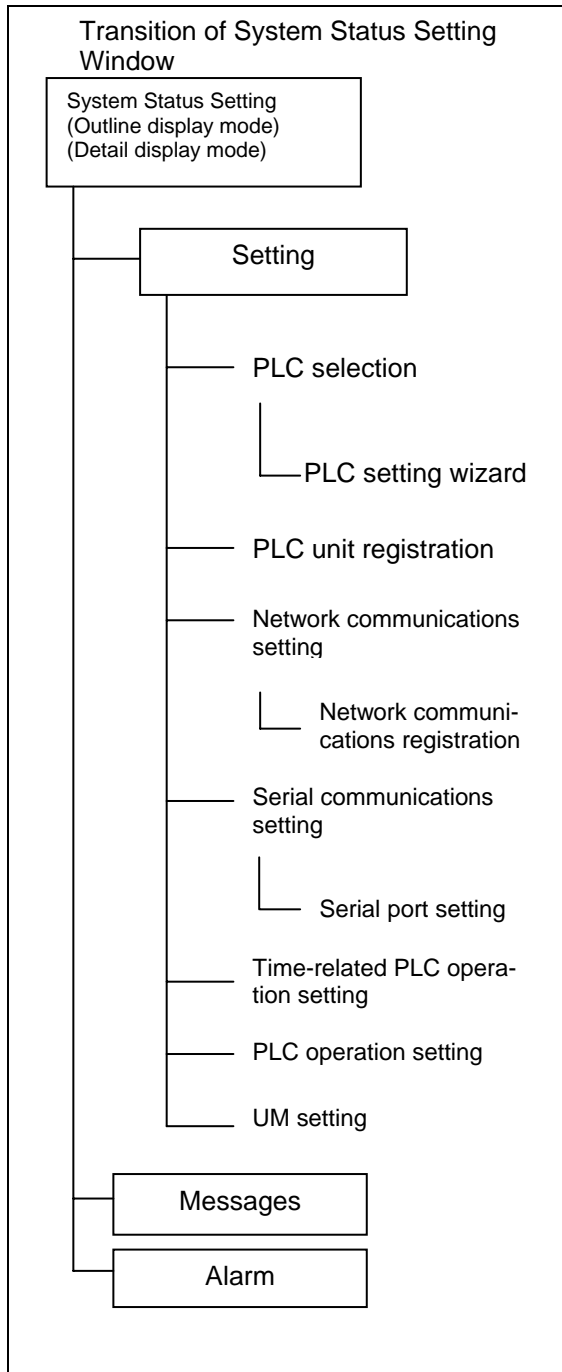 Transition of System Status Setting
Window
System Status Setting
(Outline display mode)
(Detail display mode)
Setting
PLC selection
PLC setting wizard
PLC unit registration
Network communications
setting
Network communi-
cations registration
Serial communications
setting
Serial port setting
Time-related PLC opera-
tion setting
PLC operation setting
UM setting
Messages
Alarm